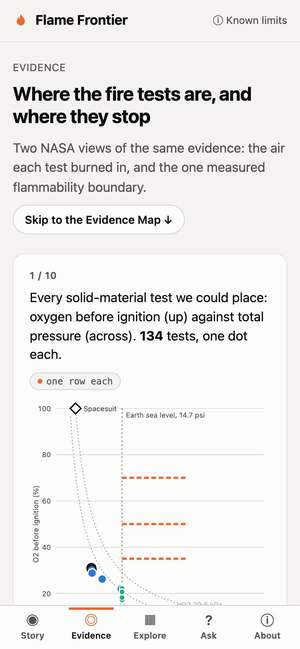 Flame Frontier
ⓘ Known limits
EVIDENCE
Where the fire tests are, and
where they stop
Two NASA views of the same evidence: the air
each test burned in, and the one measured
flammability boundary.
Skip to the Evidence Map ↓
1 / 10
Every solid-material test we could place:
oxygen before ignition (up) against total
pressure (across). 134 tests, one dot
each.
one row each
100
Spacesuit
Earth sea level, 14.7 psi
80
60
40
20
O2 before ignition (%)
Story
Evidence
Explore
? Ask
About